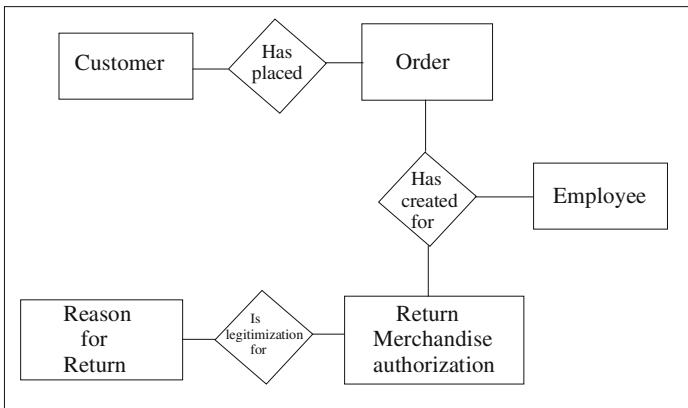 Customer
Has
placed
Order
Has
created
for
Employee
Reason
for
Return
Is
legitimization
for
Return
Merchandise
authorization